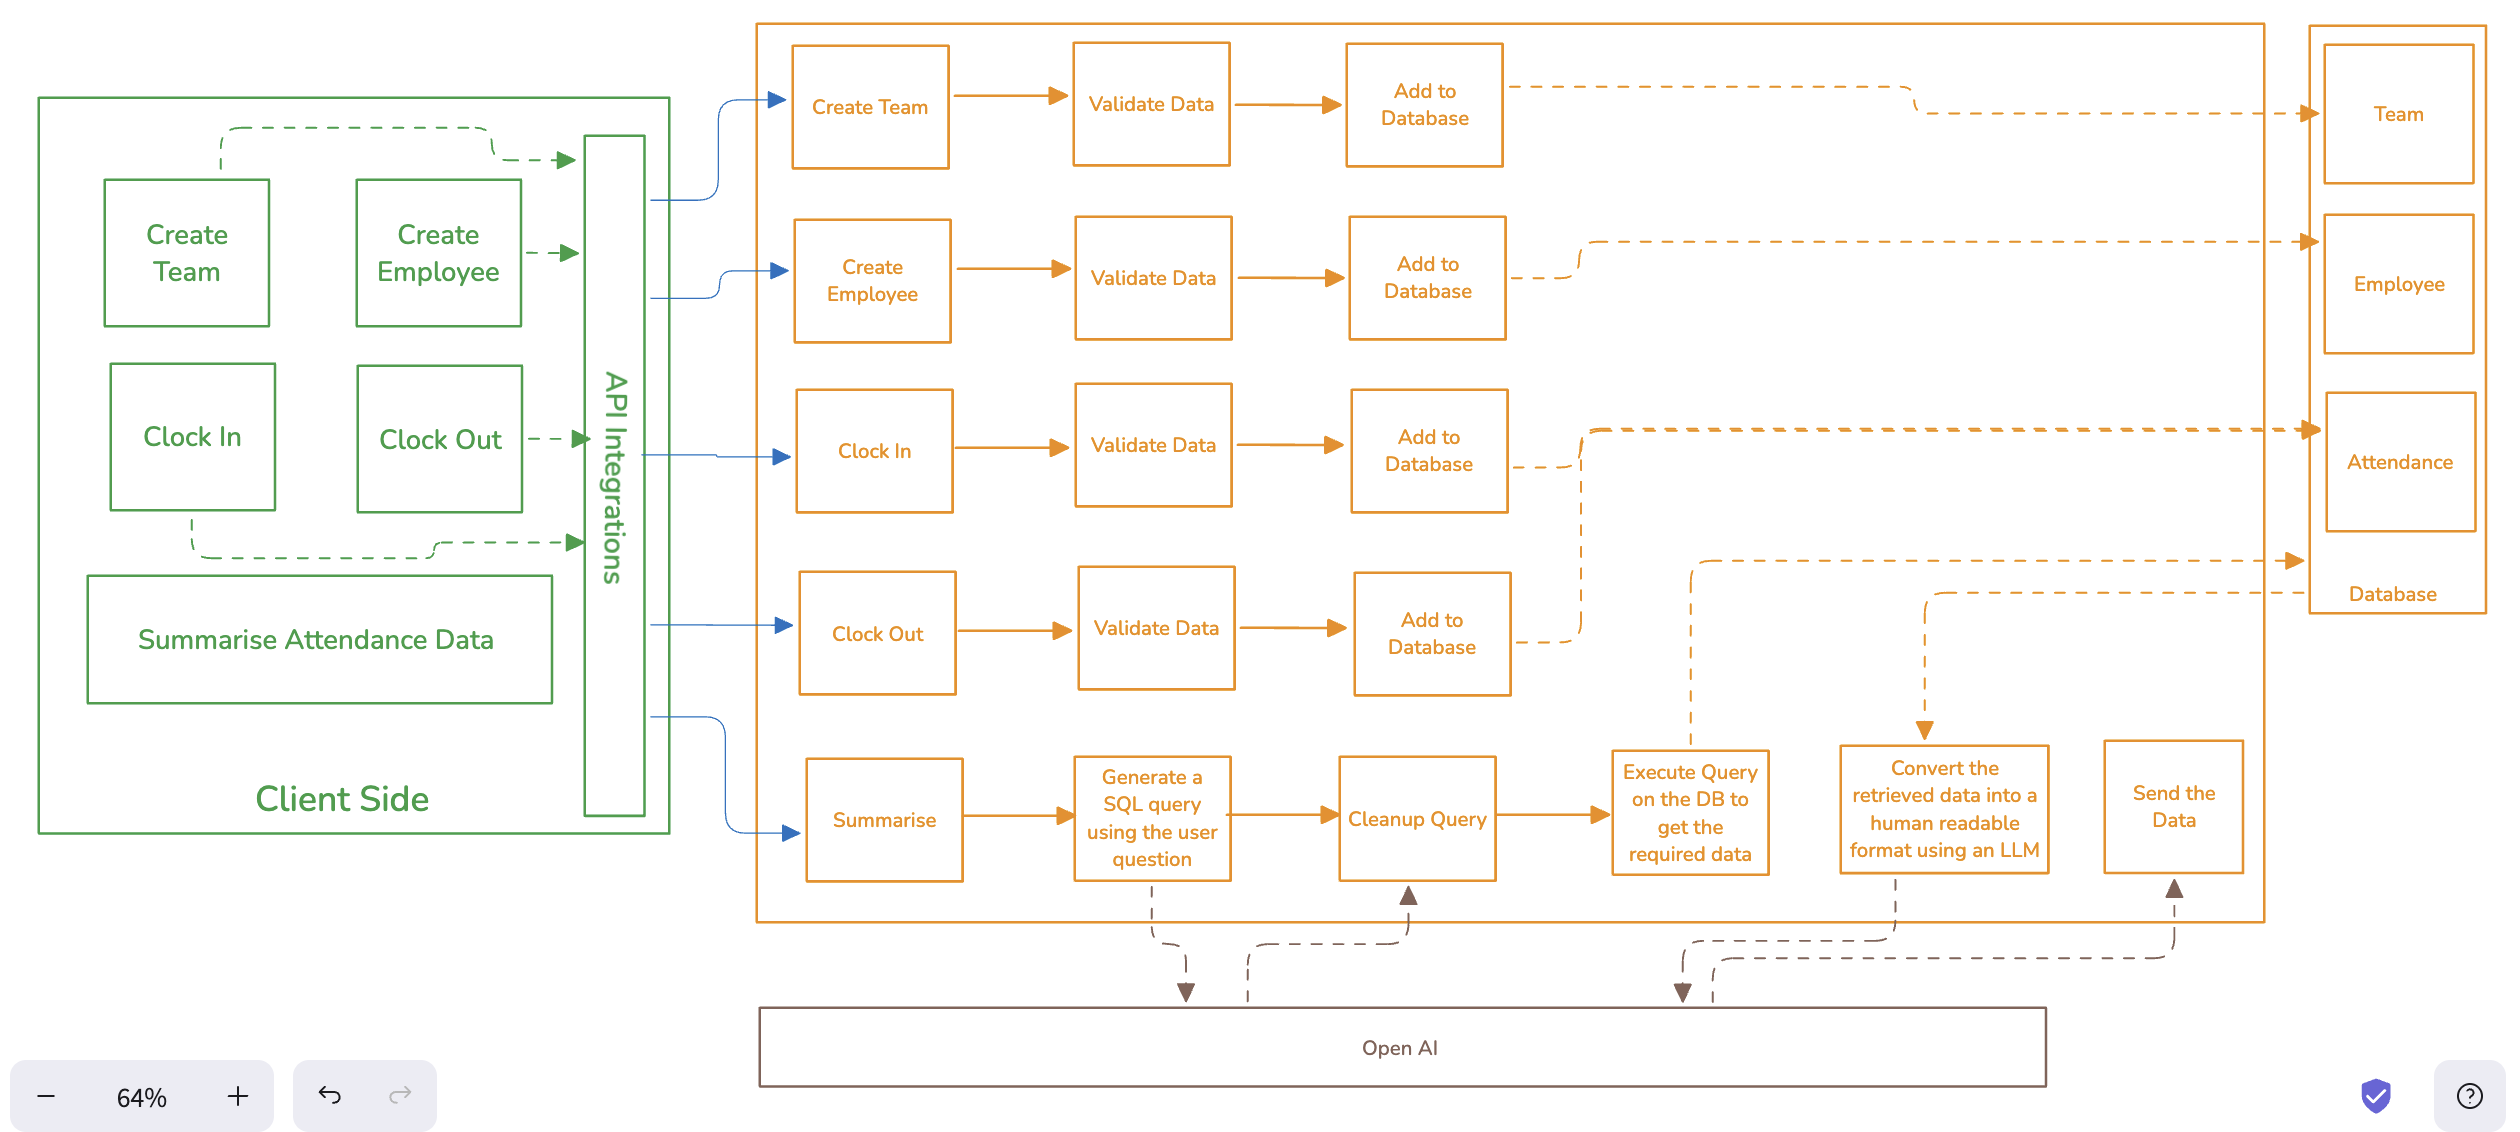 Create
Team
Create
Employee
Clock In
Clock Out
Summarise Attendance Data
Client Side
API Integrations
Create Team
Validate Data
Add to
Database
Create
Employee
Validate Data
Add to
Database
Clock In
Validate Data
Add to
Database
Clock Out
Validate Data
Add to
Database
Summarise
Generate a
SQL query
using the user
question
Cleanup Query
Execute Query
on the DB to
get the
required data
Convert the
retrieved data into a
human readable
format using an LLM
Send the
Data
Team
Employee
Attendance
Database
Open AI
64%